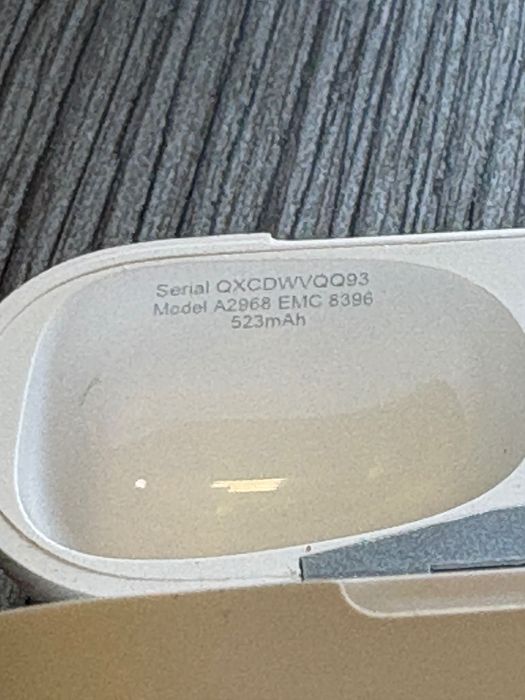 Serial QXCDWVQQ93
Model A2968 EMC 8396
523mAh